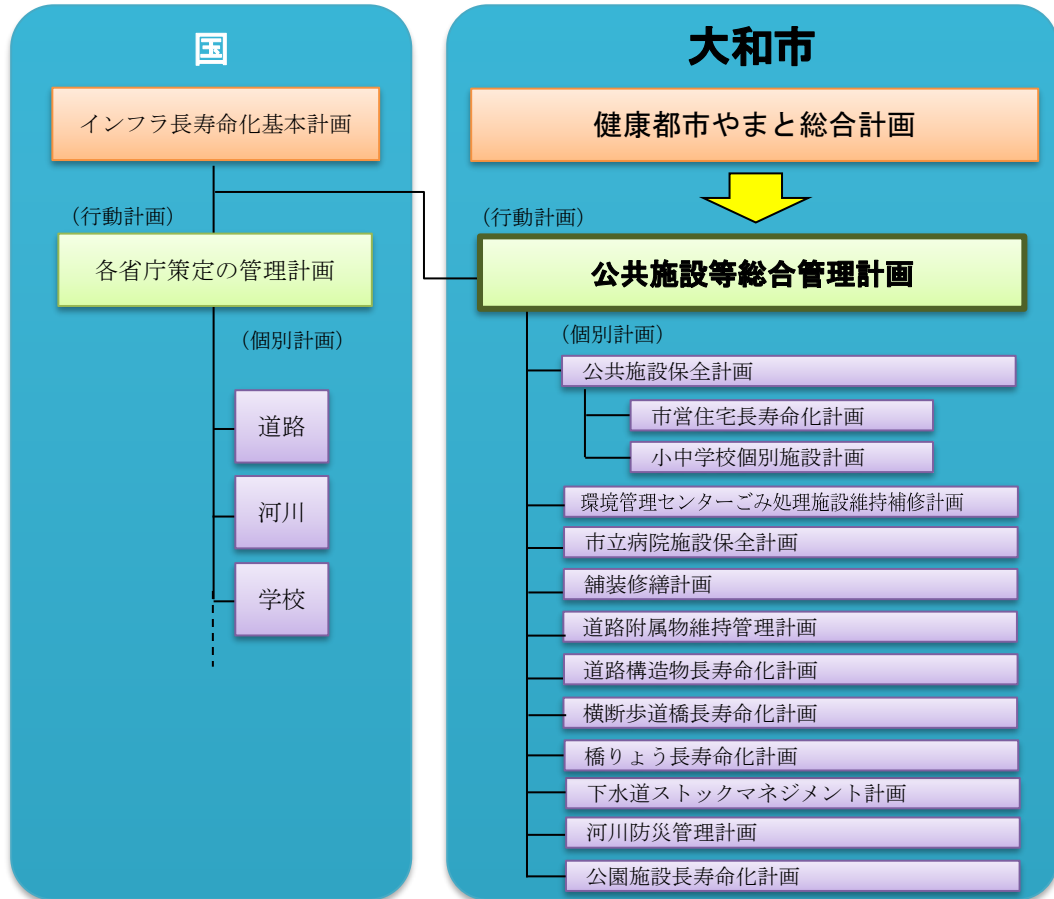 国
インフラ長寿命化基本計画
(行動計画)
各省庁策定の管理計画
(個別計画)
道路
河川
学校
大和市
健康都市やまと総合計画
(行動計画)
公共施設等総合管理計画
(個別計画)
公共施設保全計画
市営住宅長寿命化計画
小中学校個別施設計画
環境管理センターごみ処理施設維持補修計画
市立病院施設保全計画
舗装修繕計画
道路附属物維持管理計画
道路構造物長寿命化計画
横断歩道橋長寿命化計画
橋りょう長寿命化計画
下水道ストックマネジメント計画
河川防災管理計画
公園施設長寿命化計画